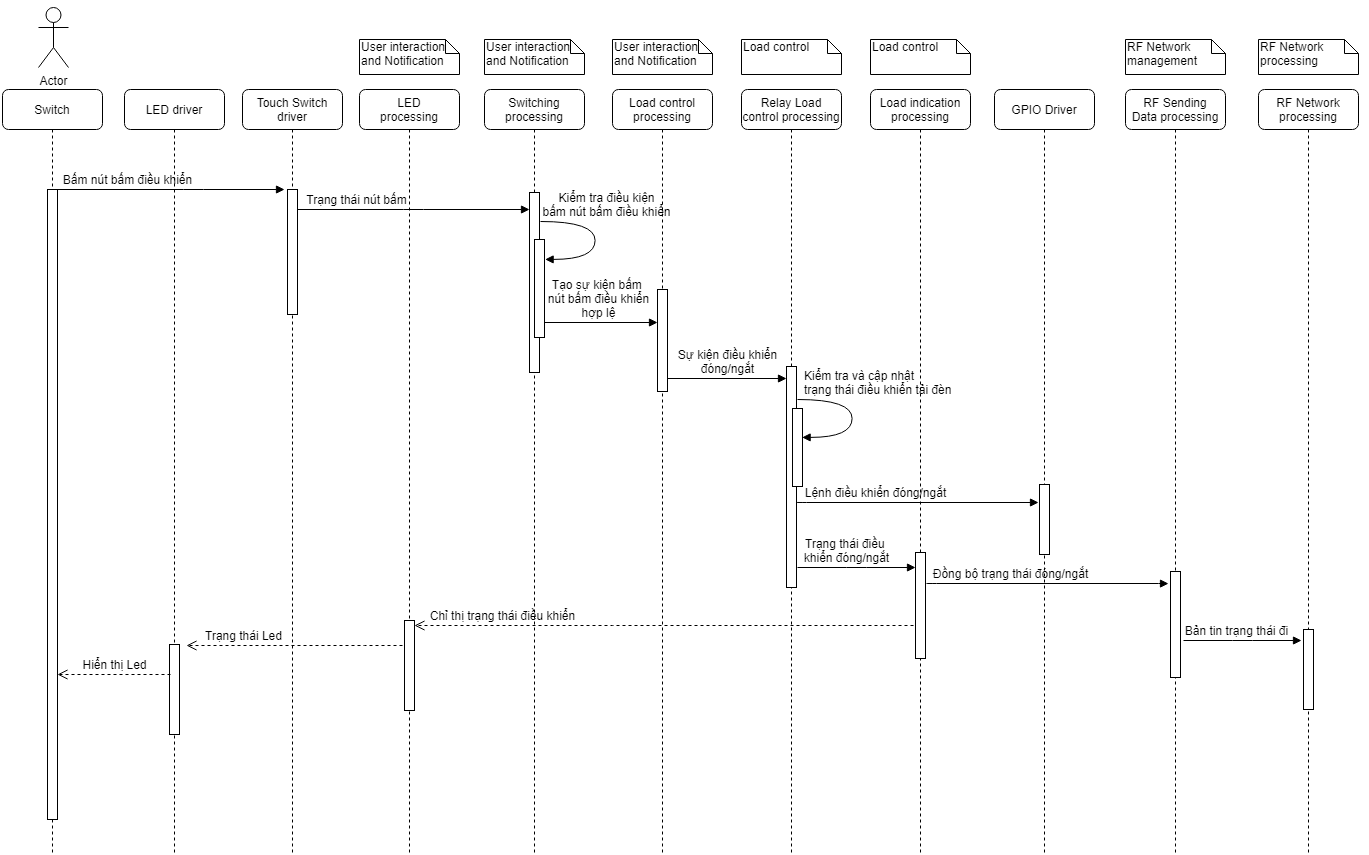 Actor
User interaction
and Notification
User interaction
and Notification
User interaction
and Notification
Load control
Load control
RF Network
management
RF Network
processing
Switch
LED driver
Touch Switch
driver
LED
processing
Switching
processing
Load control
processing
Relay Load
control processing
Load indication
processing
GPIO Driver
RF Sending
Data processing
RF Network
processing
Bấm nút bấm điều khiển
Trạng thái nút bấm
Kiểm tra điều kiện
bấm nút bấm điều khiển
Tạo sự kiện bấm
nút bấm điều khiển
hợp lệ
Sự kiện điều khiển
đóng/ngắt
Kiểm tra và cập nhật
trạng thái điều khiển tải đèn
Lệnh điều khiển đóng/ngắt
Trạng thái điều
khiển đóng/ngắt
Đồng bộ trạng thái đóng/ngắt
Chỉ thị trạng thái điều khiển
Bản tin trạng thái đi
Trạng thái Led
Hiển thị Led